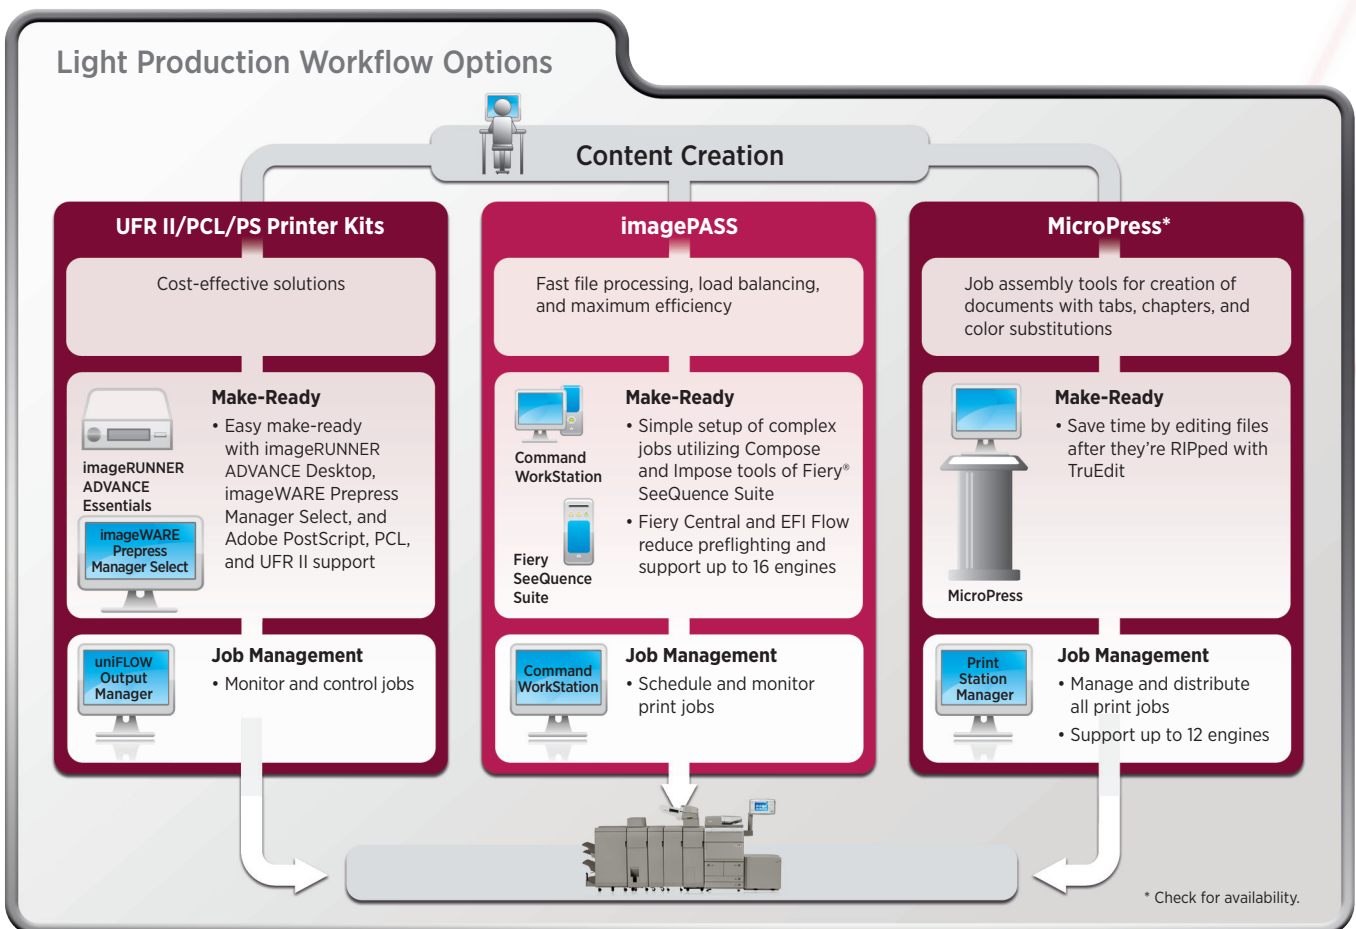 Light Production Workflow Options
Content Creation
UFR II/PCL/PS Printer Kits
Cost-effective solutions
imageRUNNER
ADVANCE
Essentials
imageWARE
Prepress
Manager Select
Make-Ready
• Easy make-ready
with imageRUNNER
ADVANCE Desktop,
imageWARE Prepress
Manager Select, and
Adobe PostScript, PCL,
and UFR II support
uniFLOW
Output
Manager
Job Management
• Monitor and control jobs
imagePASS
Fast file processing, load balancing,
and maximum efficiency
Command
WorkStation
Fiery
SeeQuence
Suite
Make-Ready
• Simple setup of complex
jobs utilizing Compose
and Impose tools of Fiery®
SeeQuence Suite
• Fiery Central and EFI Flow
reduce preflighting and
support up to 16 engines
Command
WorkStation
Job Management
• Schedule and monitor
print jobs
MicroPress*
Job assembly tools for creation of
documents with tabs, chapters, and
color substitutions
MicroPress
Make-Ready
• Save time by editing files
after they're RIPped with
TruEdit
Print
Station
Manager
Job Management
• Manage and distribute
all print jobs
• Support up to 12 engines
* Check for availability.